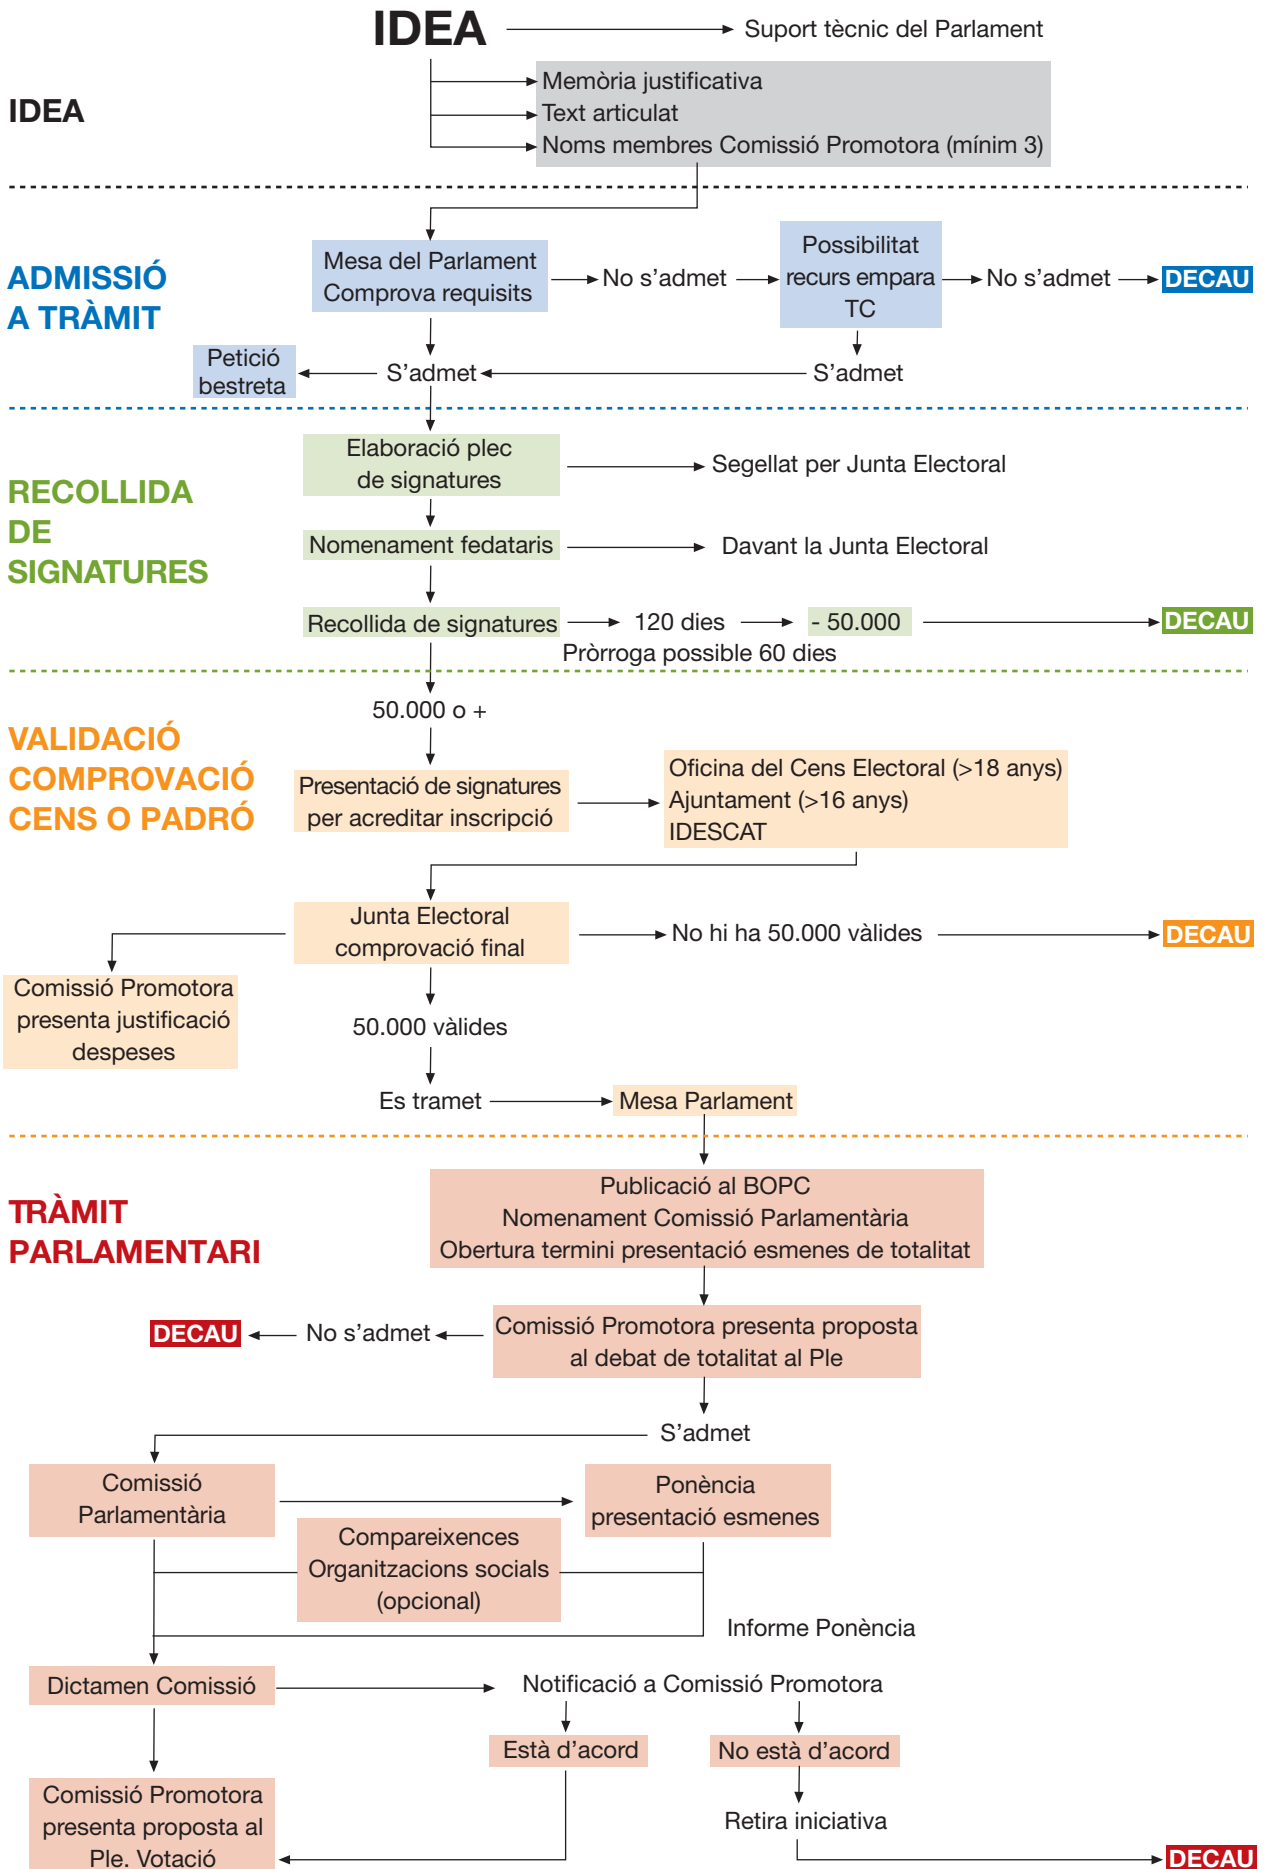 IDEA
Suport tècnic del Parlament
IDEA
Memòria justificativa
Text articulat
Noms membres Comissió Promotora (mínim 3)
ADMISSIÓ
A TRÀMIT
Mesa del Parlament
Comprova requisits
No s’admet
Possibilitat
recurs empara
TC
No s’admet
DECAU
Petició
bestreta
S’admet
S’admet
RECOLLIDA
DE
SIGNATURES
Elaboració plec
de signatures
Segellat per Junta Electoral
Nomenament fedataris
Davant la Junta Electoral
Recollida de signatures
120 dies
- 50.000
DECAU
Pròrroga possible 60 dies
VALIDACIÓ
COMPROVACIÓ
CENS O PADRÓ
50.000 o +
Presentació de signatures
per acreditar inscripció
Oficina del Cens Electoral (>18 anys)
Ajuntament (>16 anys)
IDESCAT
Junta Electoral
comprovació final
No hi ha 50.000 vàlides
DECAU
Comissió Promotora
presenta justificació
despeses
50.000 vàlides
Es tramet
Mesa Parlament
TRÀMIT
PARLAMENTARI
Publicació al BOPC
Nomenament Comissió Parlamentària
Obertura termini presentació esmenes de totalitat
DECAU
No s’admet
Comissió Promotora presenta proposta
al debat de totalitat al Ple
S’admet
Comissió
Parlamentària
Ponència
presentació esmenes
Compareixences
Organitzacions socials
(opcional)
Informe Ponència
Dictamen Comissió
Notificació a Comissió Promotora
Està d’acord
No està d’acord
Comissió Promotora
presenta proposta al
Ple. Votació
Retira iniciativa
DECAU